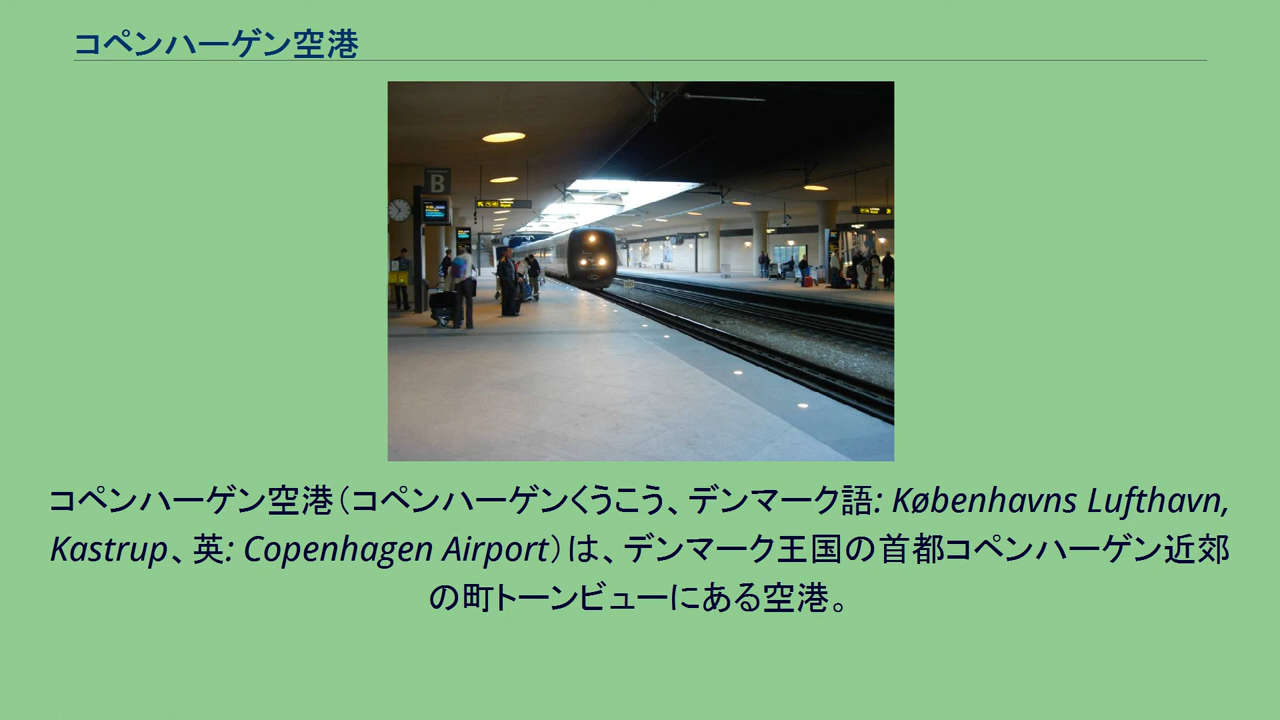 コペンハーゲン空港
B
コペンハーゲン空港（コペンハーゲンくうこう、デンマーク語: Københavns Lufthavn,
Kastrup、英: Copenhagen Airport）は、デンマーク王国の首都コペンハーゲン近郊
の町トーンビューにある空港。